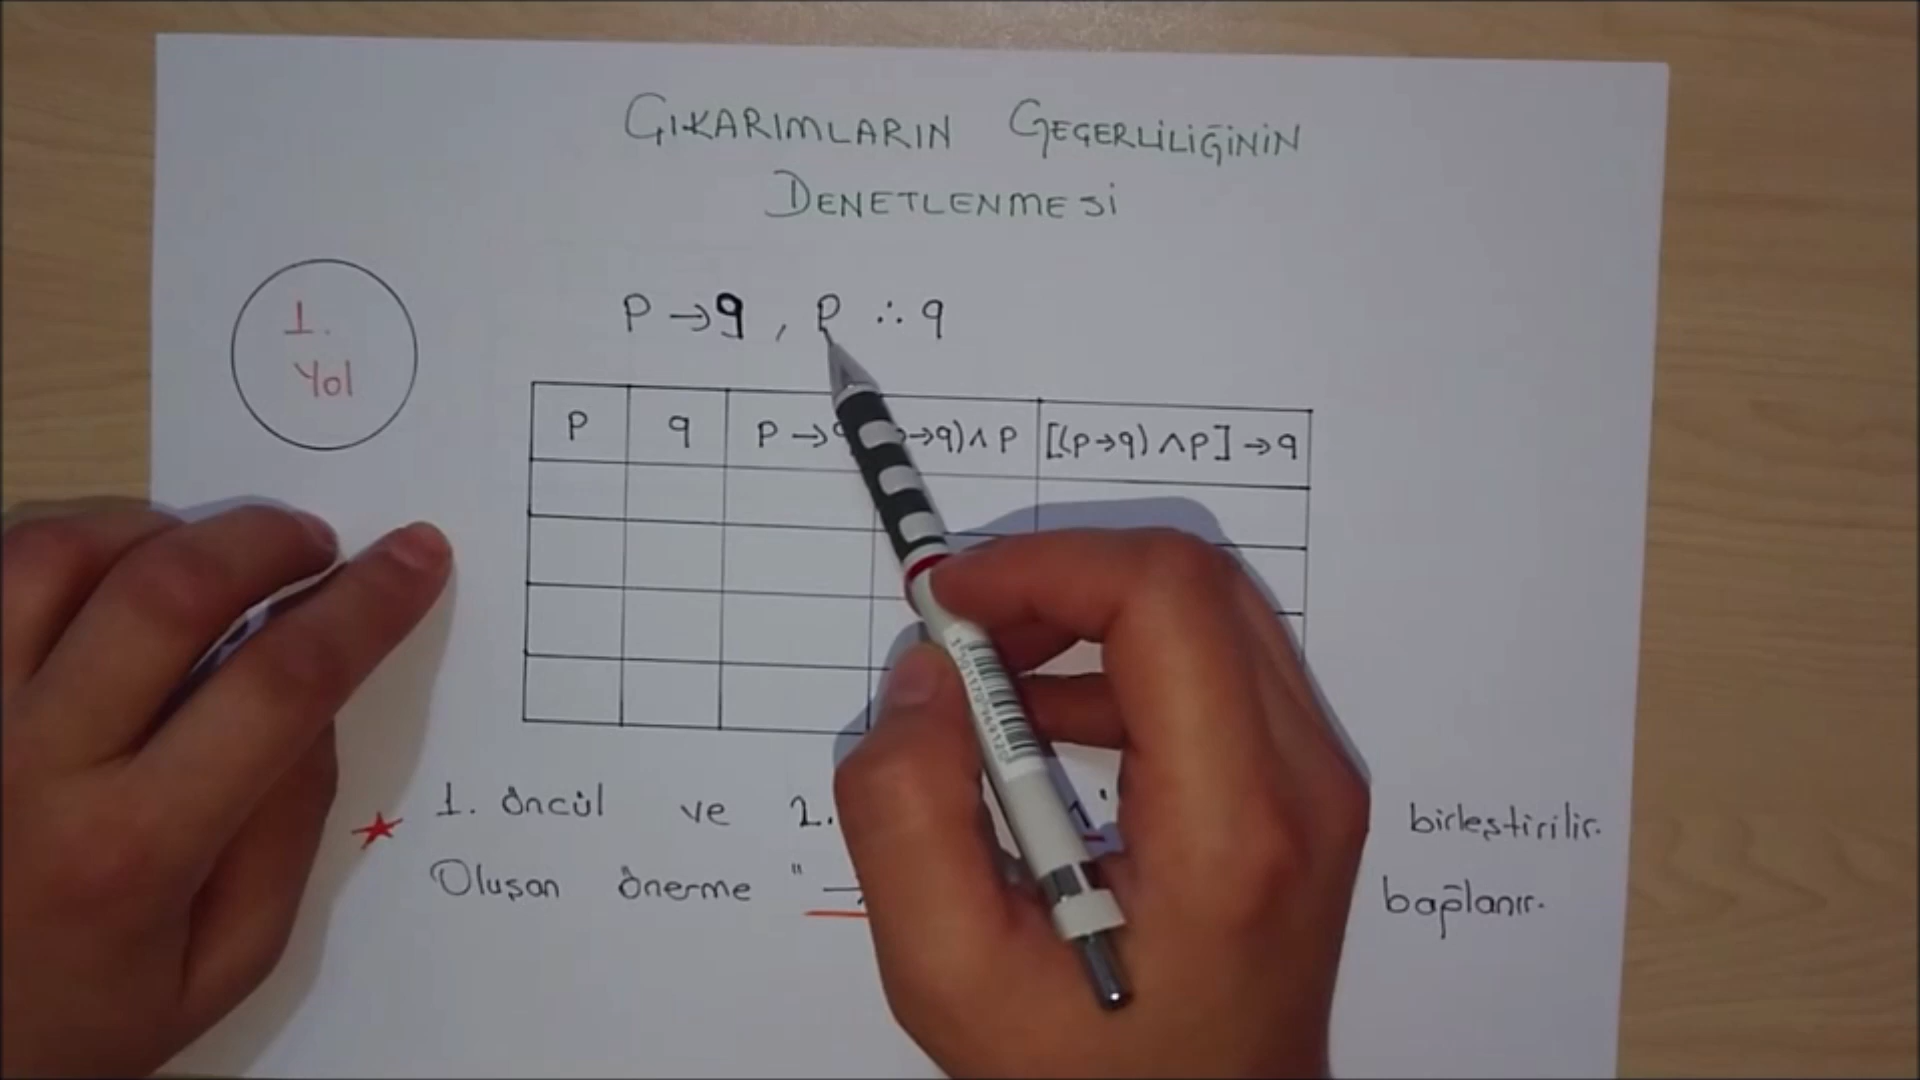 ÇIKARIMLARIN GEÇERLİLİĞİNİN
DENETLENMESİ
1.
Yol
P → q , P ∴ q
P q P → q →q) ∧ P [(P→q) ∧ P] → q
1. öncül ve 2. birleştirilir.
Oluşan önerme " → bağlanır.